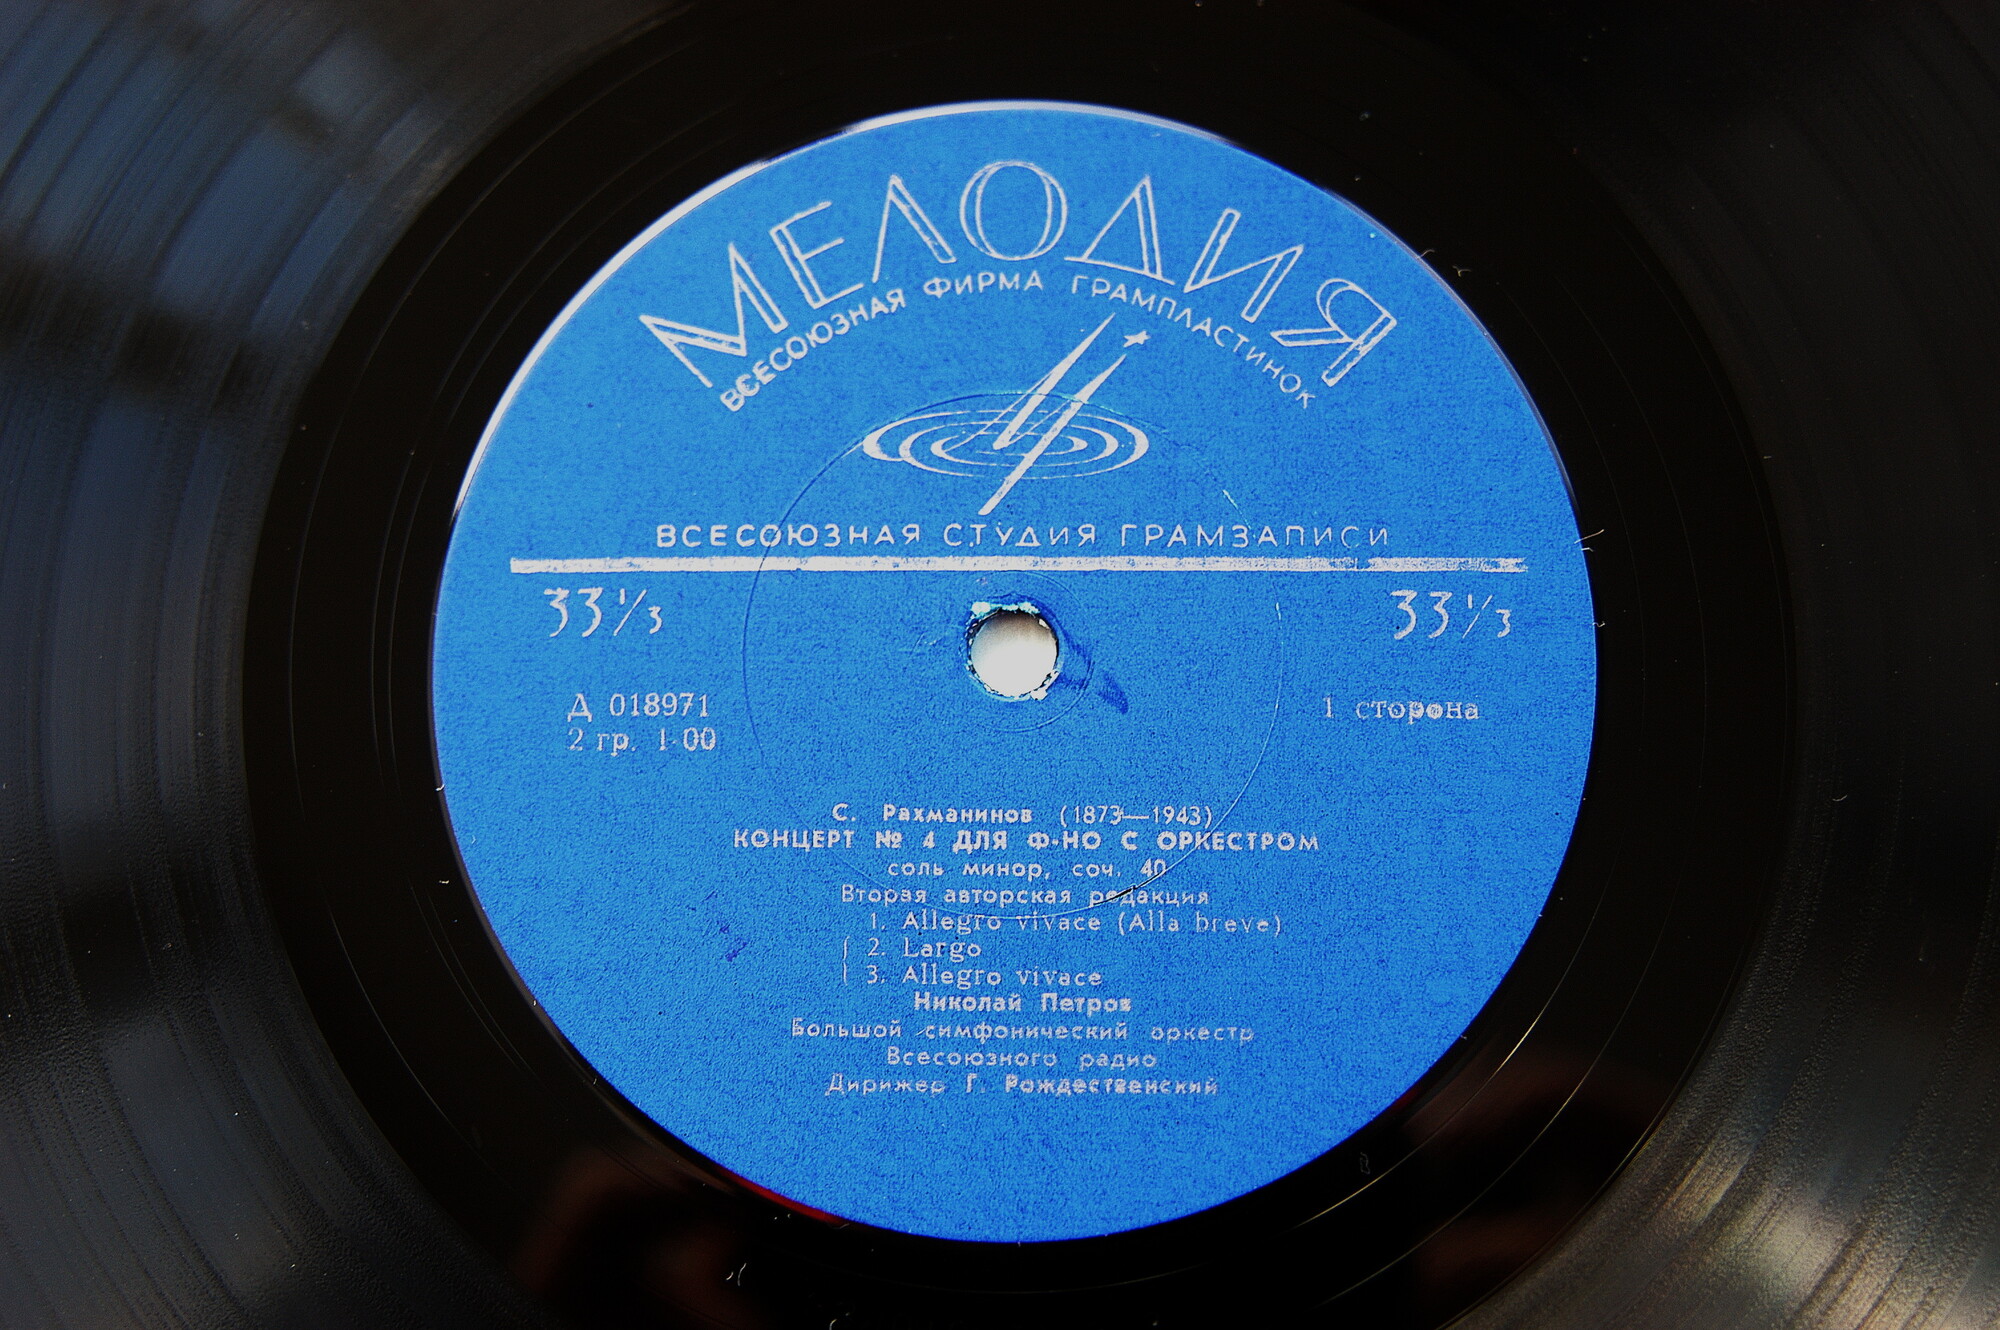 МЕЛОДИЯ
ВСЕСОЮЗНАЯ ФИРМА ГРАМПЛАСТИНОК
ВСЕСОЮЗНАЯ СТУДИЯ ГРАМЗАПИСИ
33⅓ 33⅓
Д 018971 1 сторона
2 гр. 1-00
С. Рахманинов (1873—1943)
КОНЦЕРТ № 4 ДЛЯ Ф-НО С ОРКЕСТРОМ
соль минор, соч. 40
Вторая авторская редакция
1. Allegro vivace (Alla breve)
2. Largo
3. Allegro vivace
Николай Петров
Большой симфонический оркестр
Всесоюзного радио
Дирижер Г. Рождественский